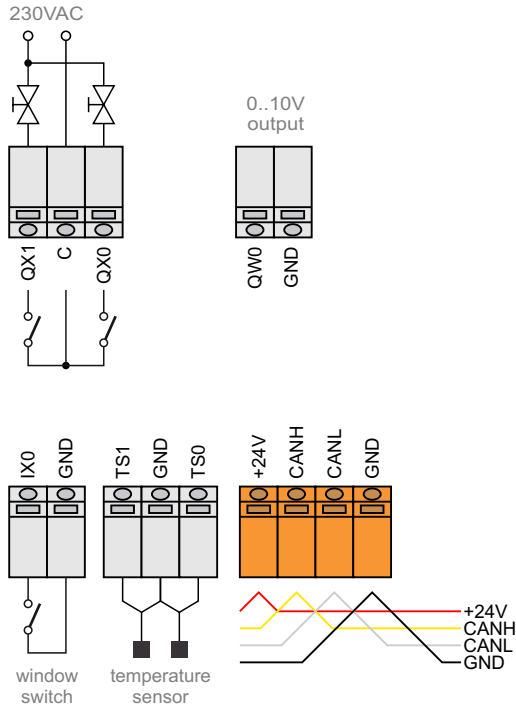 230VAC
0..10V
output
QX1
C
QX0
QW0
GND
IX0
GND
TS1
GND
TS0
+24V
CANH
CANL
GND
+24V
CANH
CANL
GND
window
switch
temperature
sensor